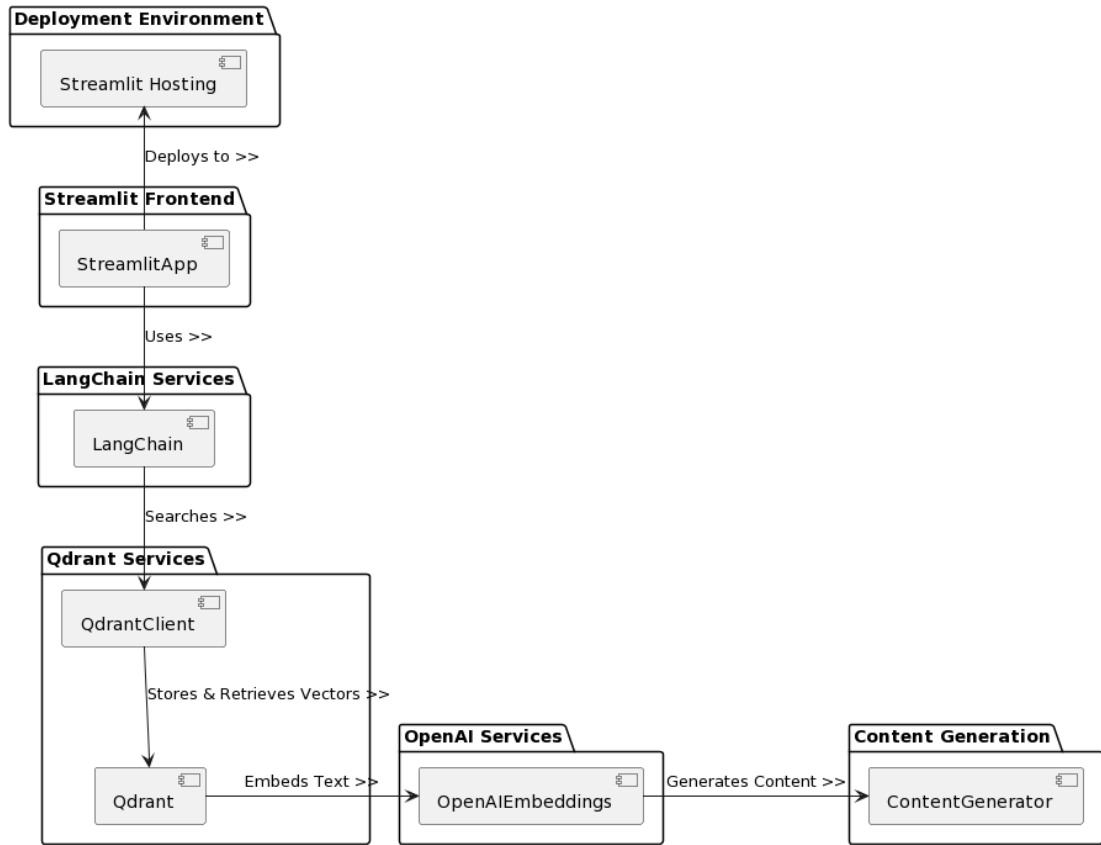 Deployment Environment
Streamlit Hosting
Deploys to >>
Streamlit Frontend
StreamlitApp
Uses >>
LangChain Services
LangChain
Searches >>
Qdrant Services
QdrantClient
Stores & Retrieves Vectors >>
OpenAI Services
Content Generation
Qdrant
Embeds Text >>
OpenAIEmbeddings
Generates Content >>
ContentGenerator